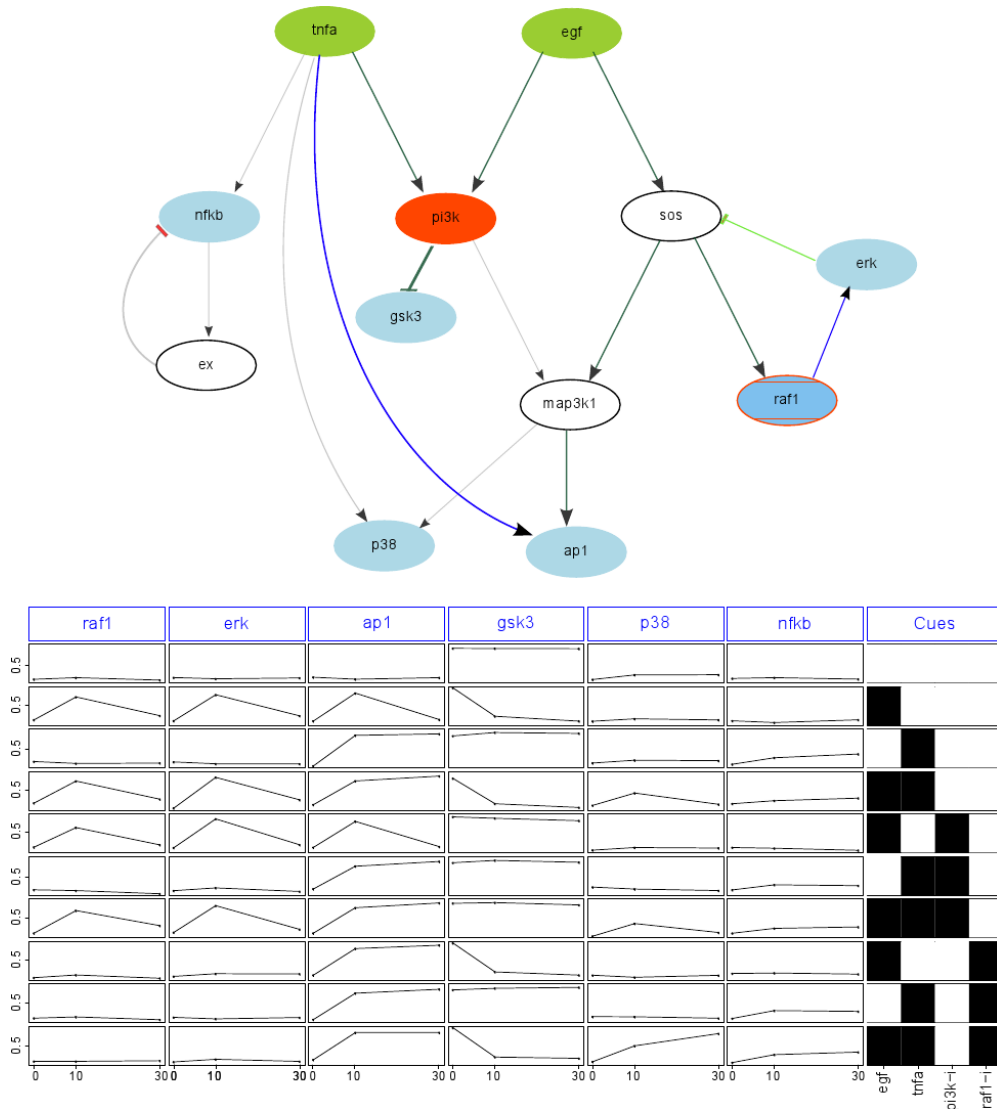 tnfa
egf
nfkb
pi3k
sos
erk
gsk3
ex
map3k1
raf1
p38
ap1
raf1 erk ap1 gsk3 p38 nfkb Cues
0.5
0.5
0.5
0.5
0.5
0.5
0.5
0.5
0.5
0.5
0 10 30 0 10 30 0 10 30 0 10 30 0 10 30 0 10 30
egf
tnfa
pi3k-i
raf1-i